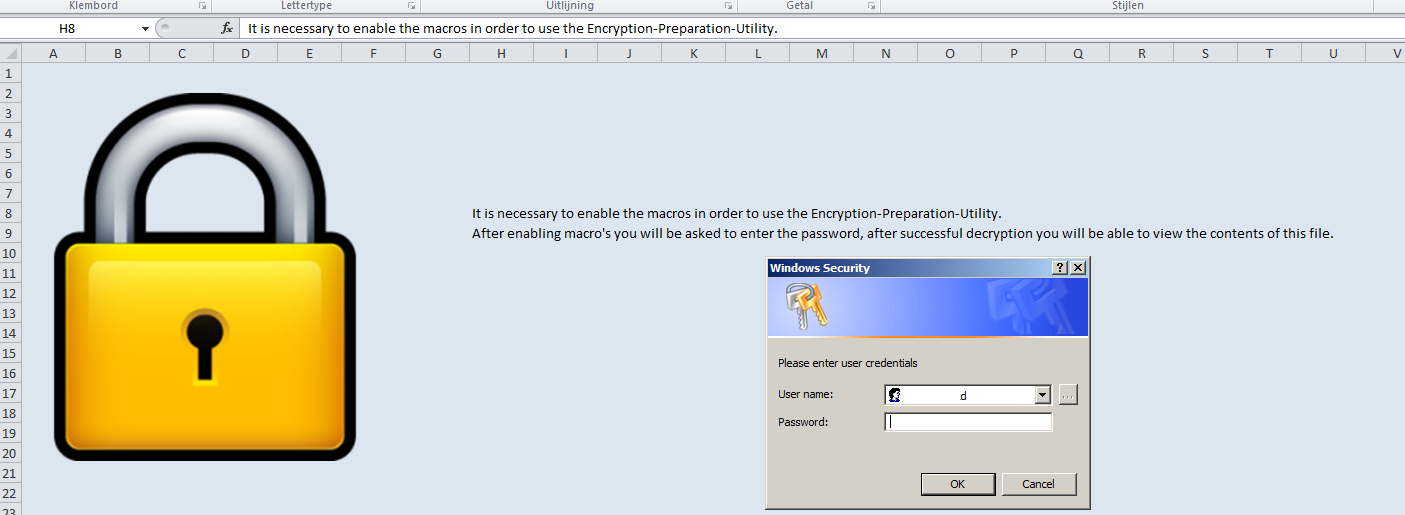 Klembord Lettertype Uitlijning Getal Stijlen
H8 fx It is necessary to enable the macros in order to use the Encryption-Preparation-Utility.
A B C D E F G H I J K L M N O P Q R S T U V
1
2
3
4
5
6
7
8 It is necessary to enable the macros in order to use the Encryption-Preparation-Utility.
9 After enabling macro's you will be asked to enter the password, after successful decryption you will be able to view the contents of this file.
10
11
12
13
14
15
16
17
18
19
20
21
22
23
Windows Security ? X
Please enter user credentials
User name: d ...
Password:
OK Cancel